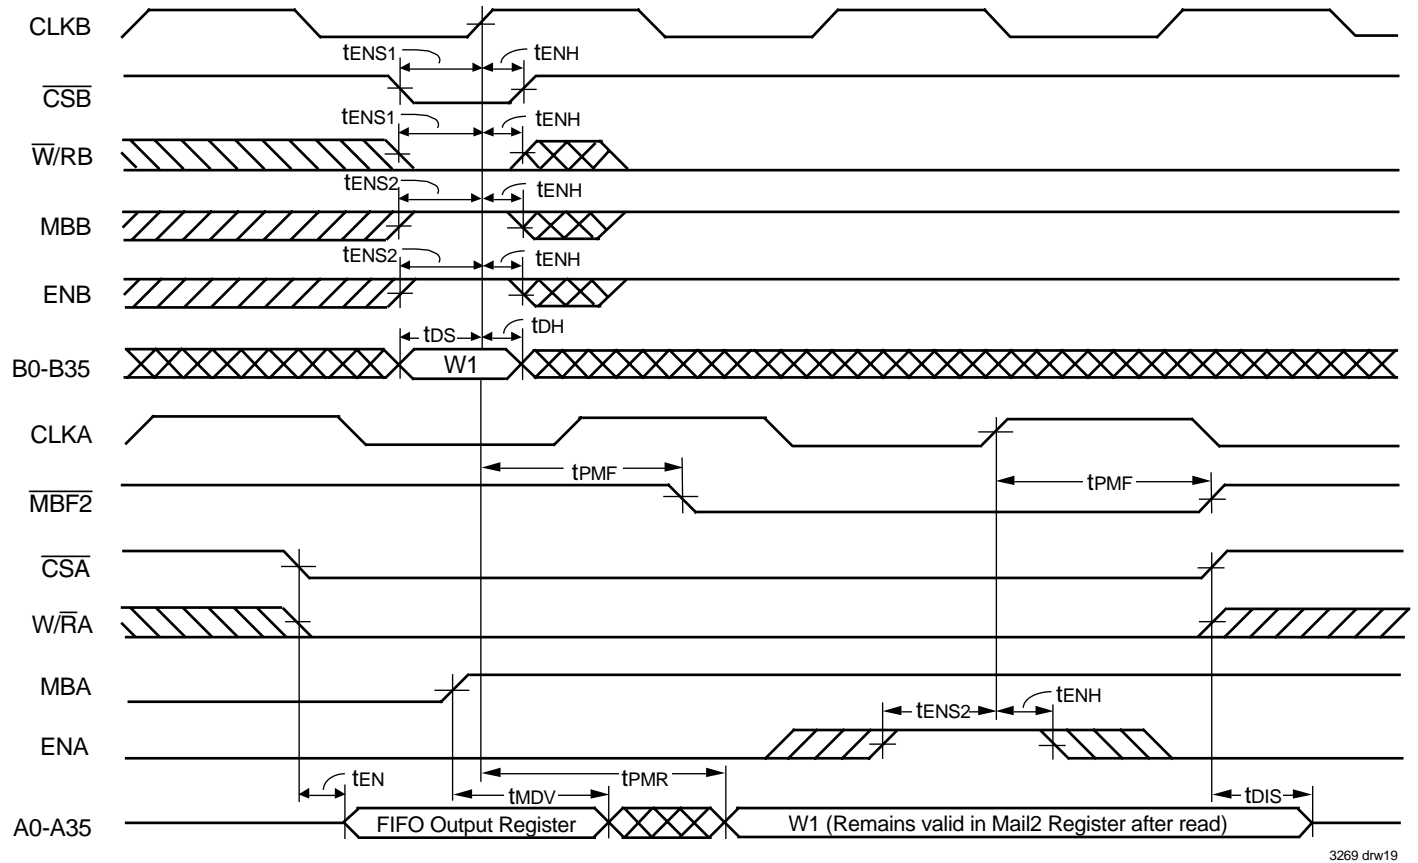 CLKB
tENS1
tENH
CSB
tENS1
tENH
W/RB
tENS2
tENH
MBB
tENS2
tENH
ENB
tDS
tDH
B0-B35
W1
CLKA
tPMF
tPMF
MBF2
CSA
W/RA
MBA
tENS2
tENH
ENA
tEN
tPMR
tMDV
tDIS
A0-A35
FIFO Output Register
W1 (Remains valid in Mail2 Register after read)
3269 drw19